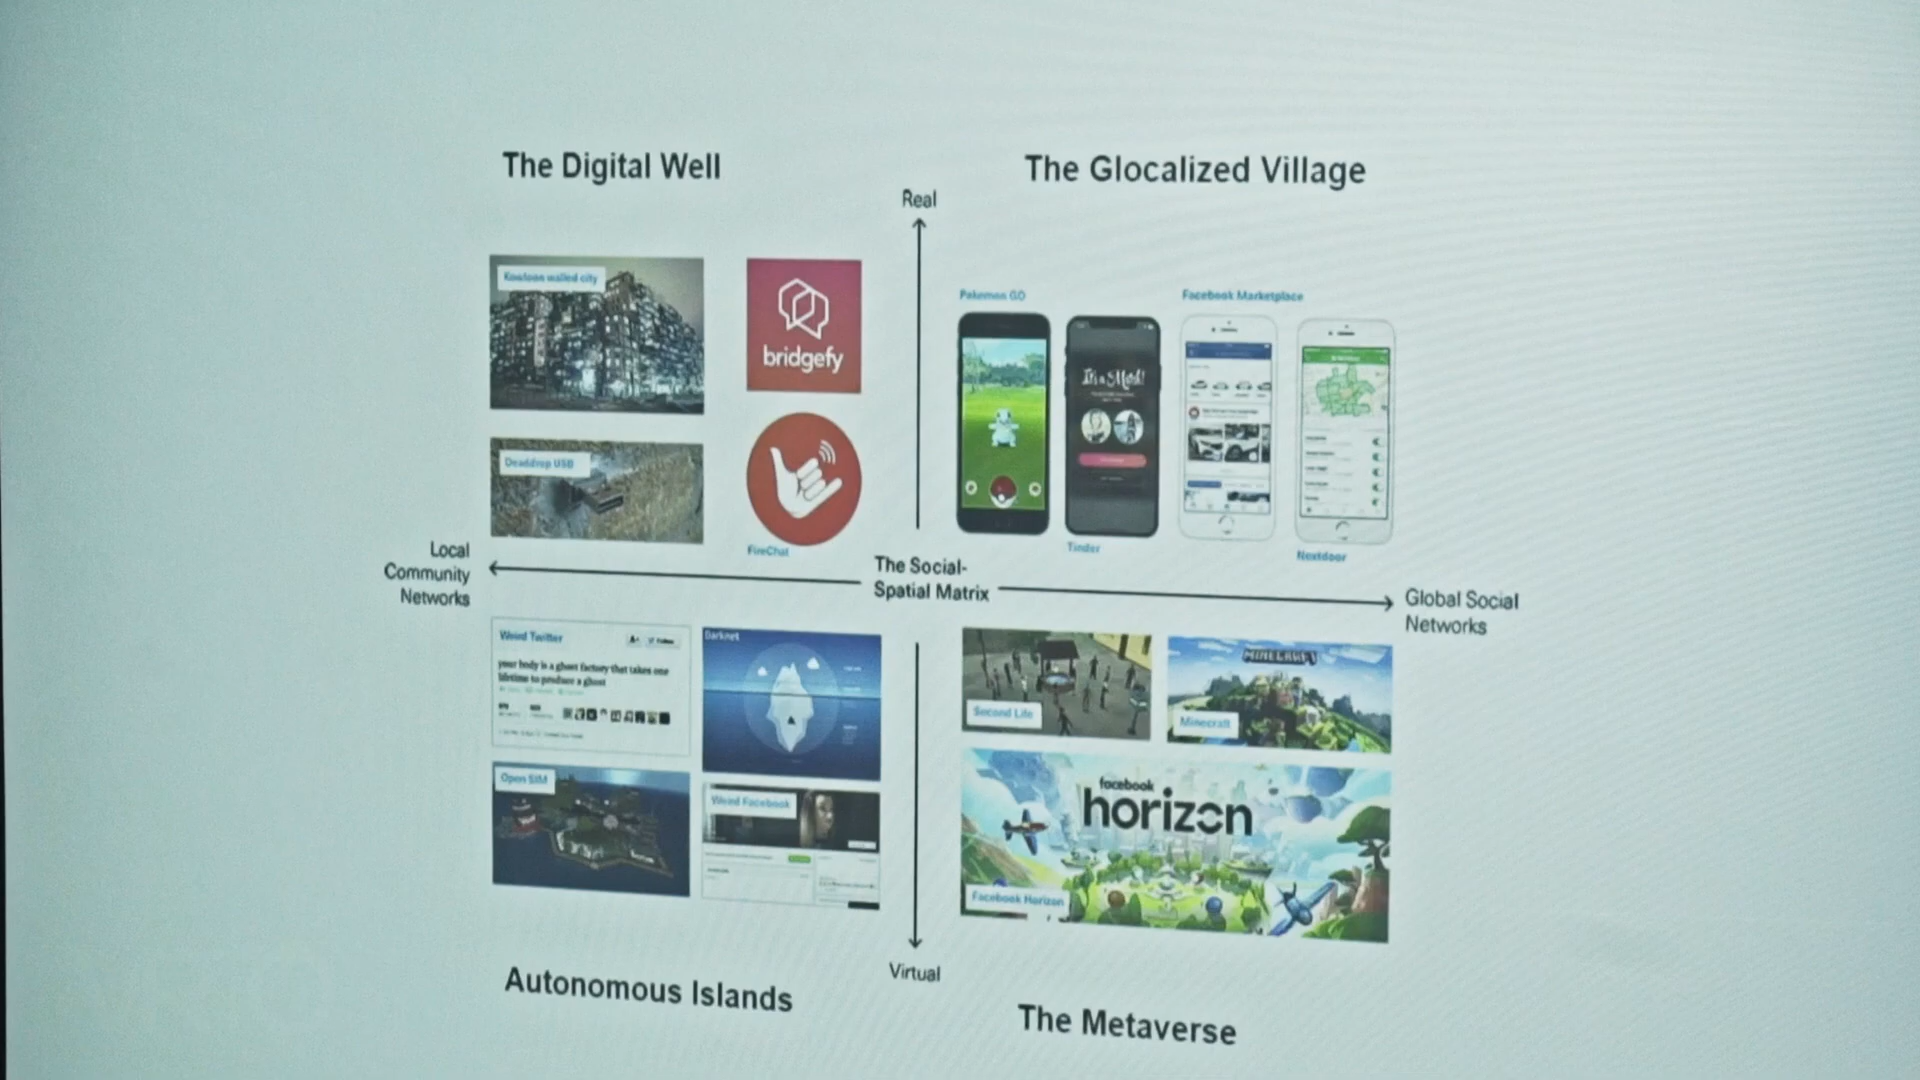 The Digital Well
The Glocalized Village
Real
Kowloon walled city
bridgefy
Pokemon GO
Facebook Marketplace
It's a Match!
Deaddrop USB
FireChat
Tinder
Nextdoor
Local
Community
Networks
The Social-
Spatial Matrix
Global Social
Networks
Weird Twitter
your body is a ghost factory that takes one
lifetime to produce a ghost
Darknet
Second Life
MINECRAFT
Minecraft
Open SIM
Weird Facebook
facebook
horizon
Facebook Horizon
Virtual
Autonomous Islands
The Metaverse